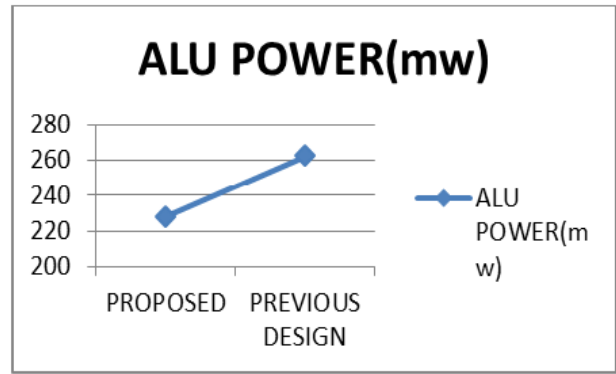 ALU POWER(mw)
280
260
240
220
200
PROPOSED
PREVIOUS
DESIGN
ALU
POWER(m
w)